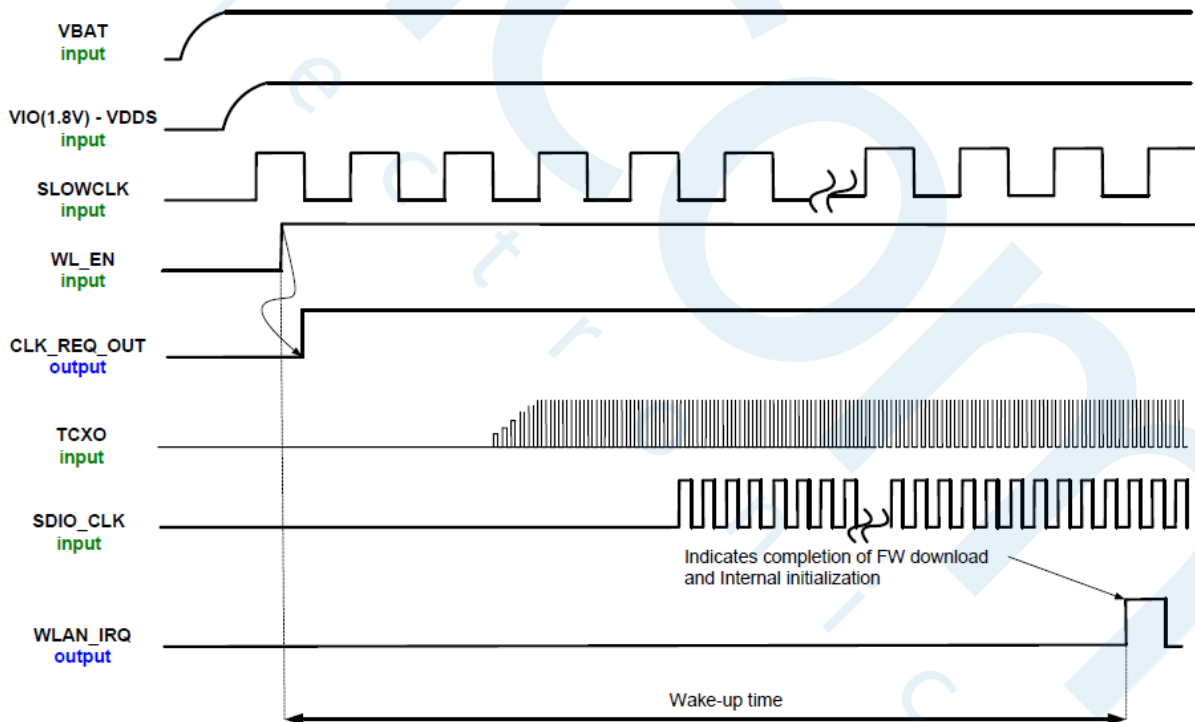 VBAT
input
VIO(1.8V) - VDDS
input
SLOWCLK
input
WL_EN
input
CLK_REQ_OUT
output
TCXO
input
SDIO_CLK
input
Indicates completion of FW download
and Internal initialization
WLAN_IRQ
output
Wake-up time